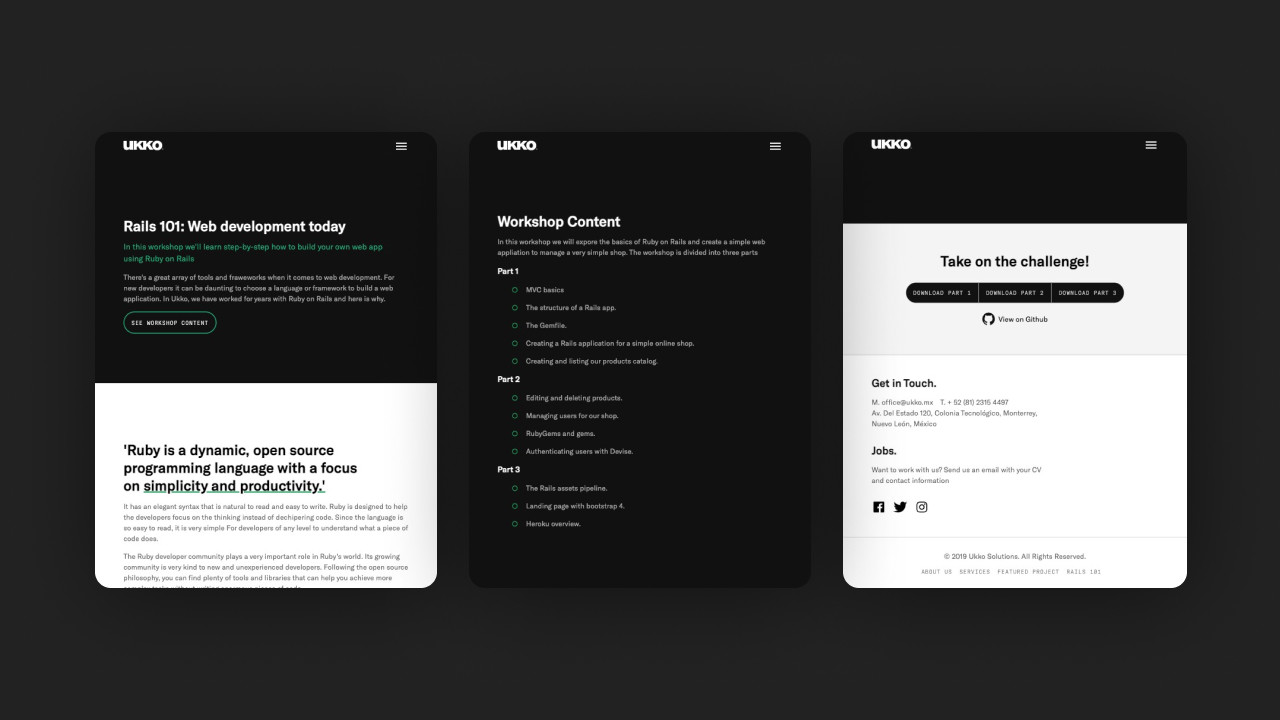 UKKO
Rails 101: Web development today
In this workshop we'll learn step-by-step how to build your own web app
using Ruby on Rails
There's a great array of tools and fraweworks when it comes to web development. For
new developers it can be daunting to choose a language or framework to build a web
application. In Ukko, we have worked for years with Ruby on Rails and here is why.
SEE WORKSHOP CONTENT
'Ruby is a dynamic, open source
programming language with a focus
on simplicity and productivity.'
It has an elegant syntax that is natural to read and easy to write. Ruby is designed to help
the developers focus on the thinking instead of dechipering code. Since the language is
so easy to read, it is very simple For developers of any level to understand what a piece of
code does.
The Ruby developer community plays a very important role in Ruby's world. Its growing
community is very kind to new and unexperienced developers. Following the open source
philosophy, you can find plenty of tools and libraries that can help you achieve more
UKKO
Workshop Content
In this workshop we will expore the basics of Ruby on Rails and create a simple web
appliation to manage a very simple shop. The workshop is divided into three parts
Part 1
MVC basics
The structure of a Rails app.
The Gemfile.
Creating a Rails application for a simple online shop.
Creating and listing our products catalog.
Part 2
Editing and deleting products.
Managing users for our shop.
RubyGems and gems.
Authenticating users with Devise.
Part 3
The Rails assets pipeline.
Landing page with bootstrap 4.
Heroku overview.
UKKO
Take on the challenge!
DOWNLOAD PART 1 DOWNLOAD PART 2 DOWNLOAD PART 3
View on Github
Get in Touch.
M. office@ukko.mx T. + 52 (81) 2315 4497
Av. Del Estado 120, Colonia Tecnológico, Monterrey,
Nuevo León, México
Jobs.
Want to work with us? Send us an email with your CV
and contact information
© 2019 Ukko Solutions. All Rights Reserved.
ABOUT US SERVICES FEATURED PROJECT RAILS 101